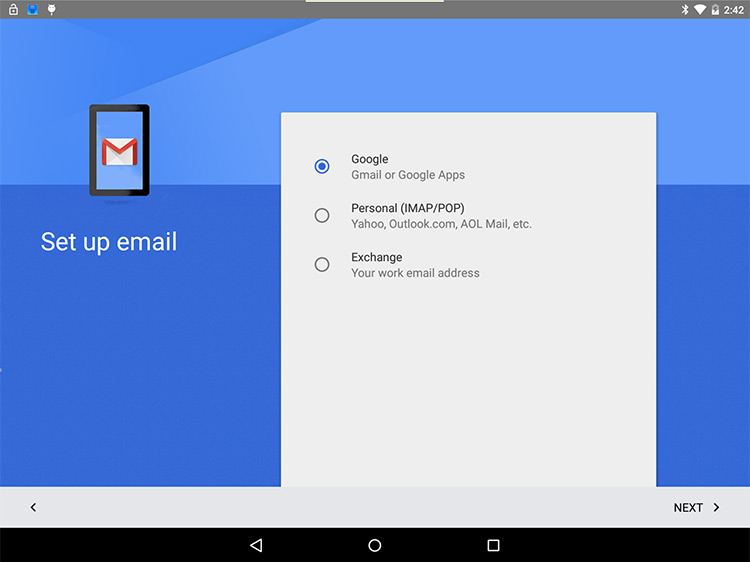 2:42
Set up email
Google
Gmail or Google Apps
Personal (IMAP/POP)
Yahoo, Outlook.com, AOL Mail, etc.
Exchange
Your work email address
NEXT